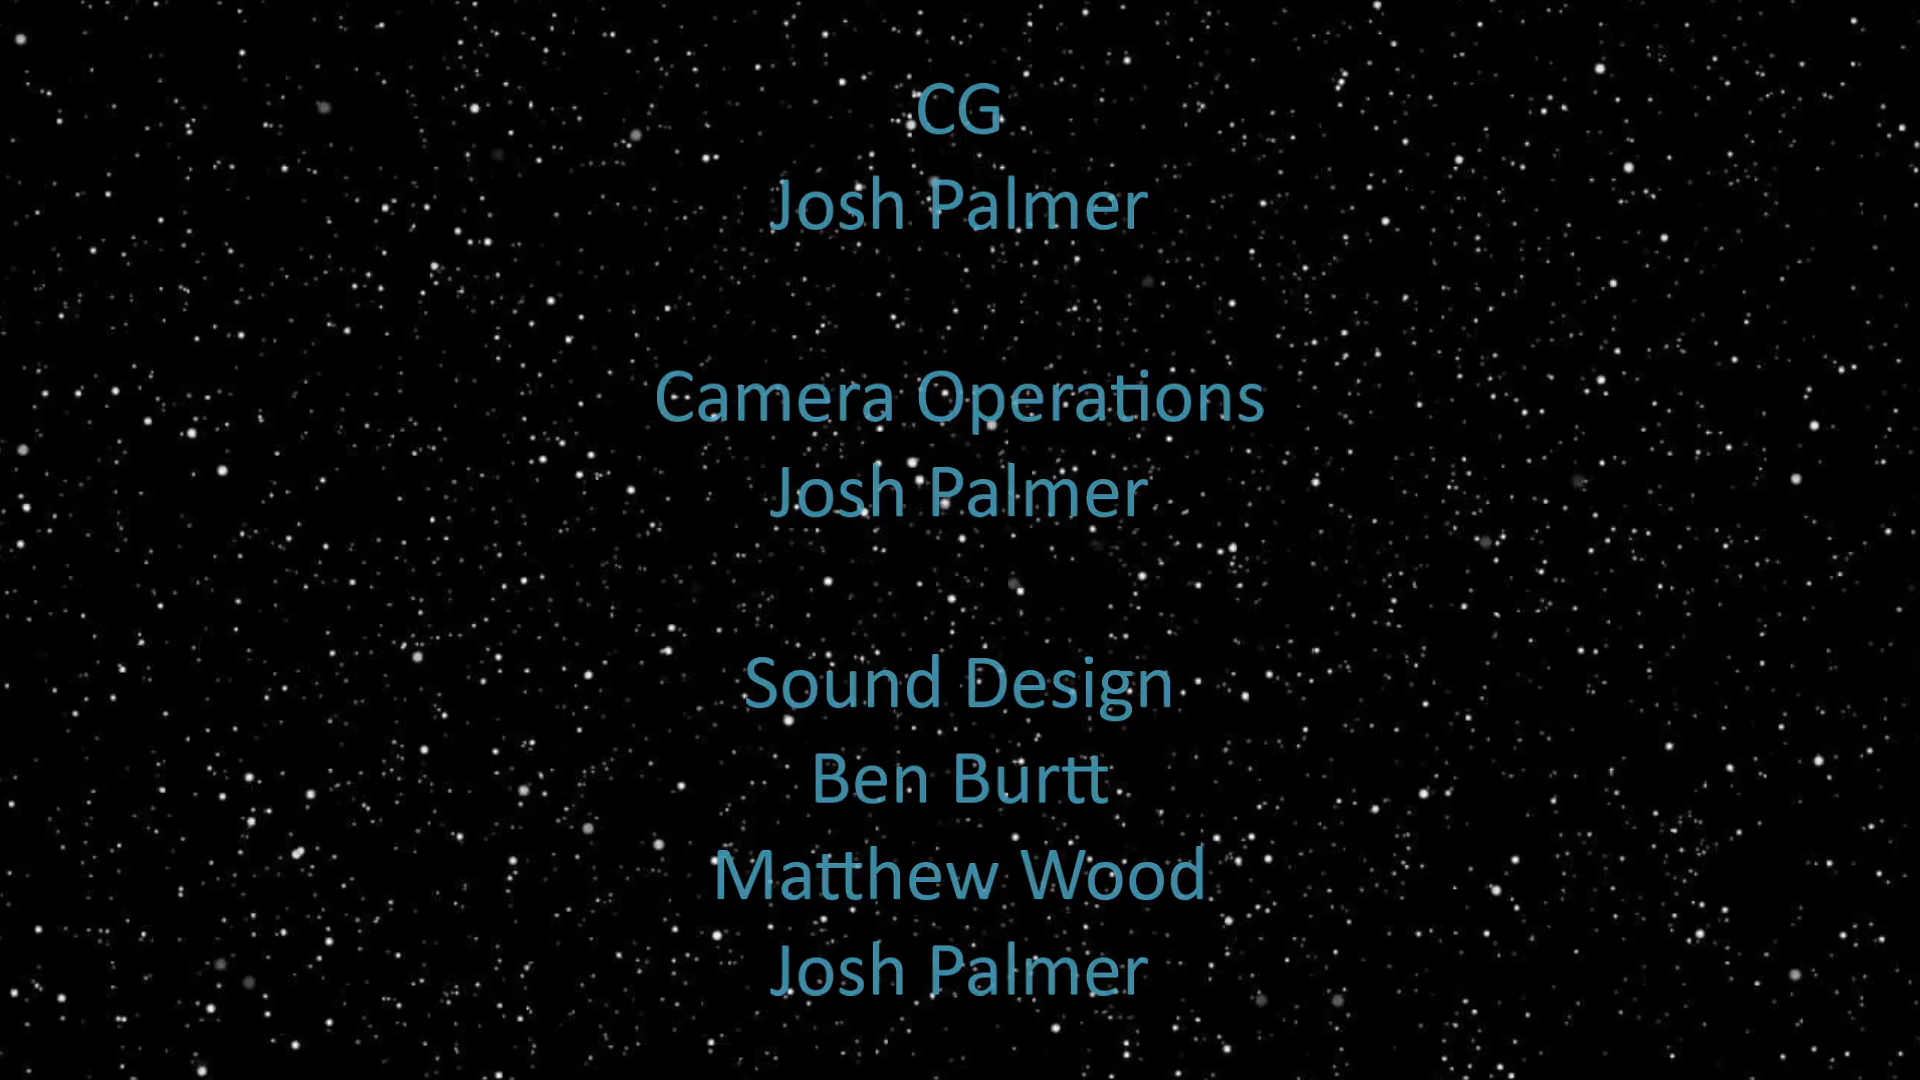 CG
Josh Palmer
Camera Operations
Josh Palmer
Sound Design
Ben Burtt
Matthew Wood
Josh Palmer